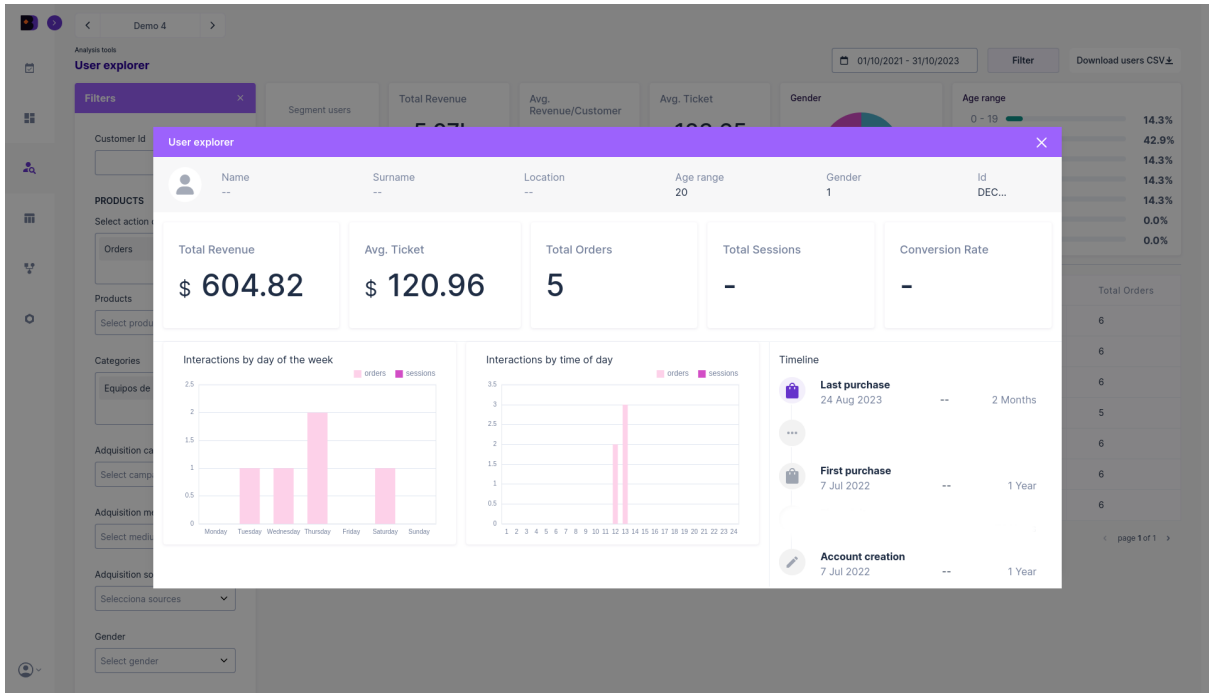 Demo 4
Analysis tools
User explorer
01/10/2021 - 31/10/2023
Filter
Download users CSV
Filters
Segment users
Total Revenue
Avg.
Revenue/Customer
Avg. Ticket
Gender
Age range
0 - 19
14.3%
42.9%
14.3%
14.3%
14.3%
0.0%
0.0%
Customer Id
PRODUCTS
Select action
Orders
Products
Select produ
Categories
Equipos de
Adquisition ca
Select camp
Adquisition me
Select mediu
Adquisition so
Selecciona sources
Gender
Select gender
User explorer
Name
--
Surname
--
Location
--
Age range
20
Gender
1
Id
DEC...
Total Revenue
$ 604.82
Avg. Ticket
$ 120.96
Total Orders
5
Total Sessions
-
Conversion Rate
-
Interactions by day of the week
orders sessions
2.5
2
1.5
1
0.5
0
Monday Tuesday Wednesday Thursday Friday Saturday Sunday
Interactions by time of day
orders sessions
3.5
3
2.5
2
1.5
1
0.5
0
1 2 3 4 5 6 7 8 9 10 11 12 13 14 15 16 17 18 19 20 21 22 23 24
Timeline
Last purchase
24 Aug 2023 -- 2 Months
First purchase
7 Jul 2022 -- 1 Year
Account creation
7 Jul 2022 -- 1 Year
Total Orders
6
6
6
5
6
6
6
page 1 of 1